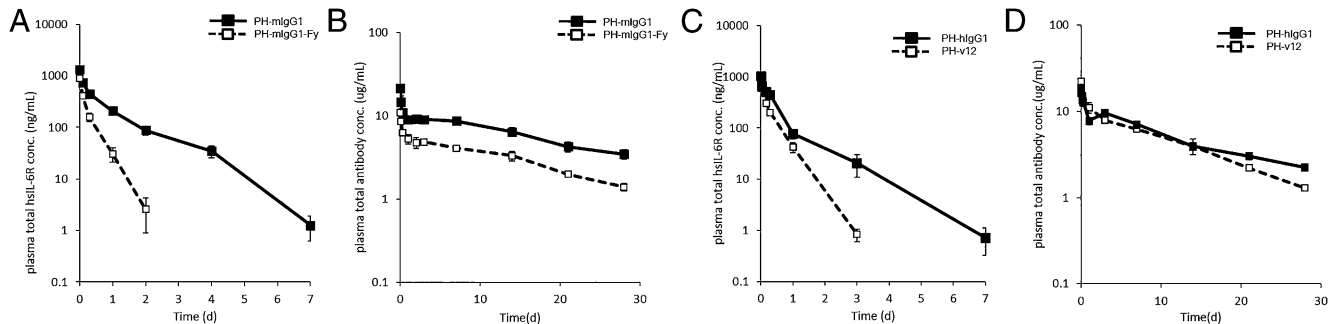 A
PH-mIgG1
PH-mIgG1-Fy
plasma total hsIL-6R conc. (ng/mL)
10000
1000
100
10
1
0.1
0 1 2 3 4 5 6 7
Time (d)
B
PH-mIgG1
PH-mIgG1-Fy
plasma total antibody conc. (ug/mL)
100
10
1
0.1
0 10 20 30
Time(d)
C
PH-hIgG1
PH-v12
plasma total hsIL-6R conc. (ng/mL)
10000
1000
100
10
1
0.1
0 1 2 3 4 5 6 7
Time (d)
D
PH-hIgG1
PH-v12
plasma total antibody conc.(ug/mL)
100
10
1
0.1
0 10 20 30
Time(d)